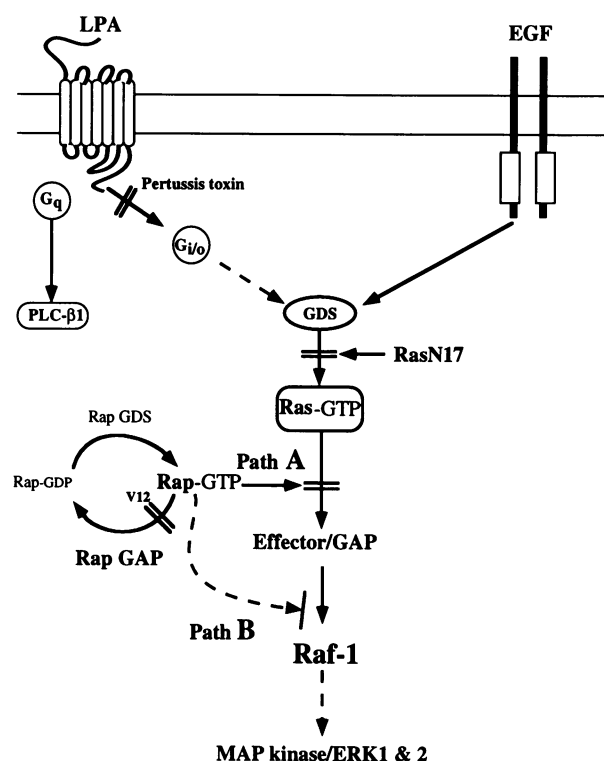 LPA
EGF
Pertussis toxin
Gq
Gi/o
PLC-β1
GDS
RasN17
Ras-GTP
Rap GDS
Path A
Rap-GDP
Rap-GTP
V12
Rap GAP
Effector/GAP
Path B
Raf-1
MAP kinase/ERK1 & 2